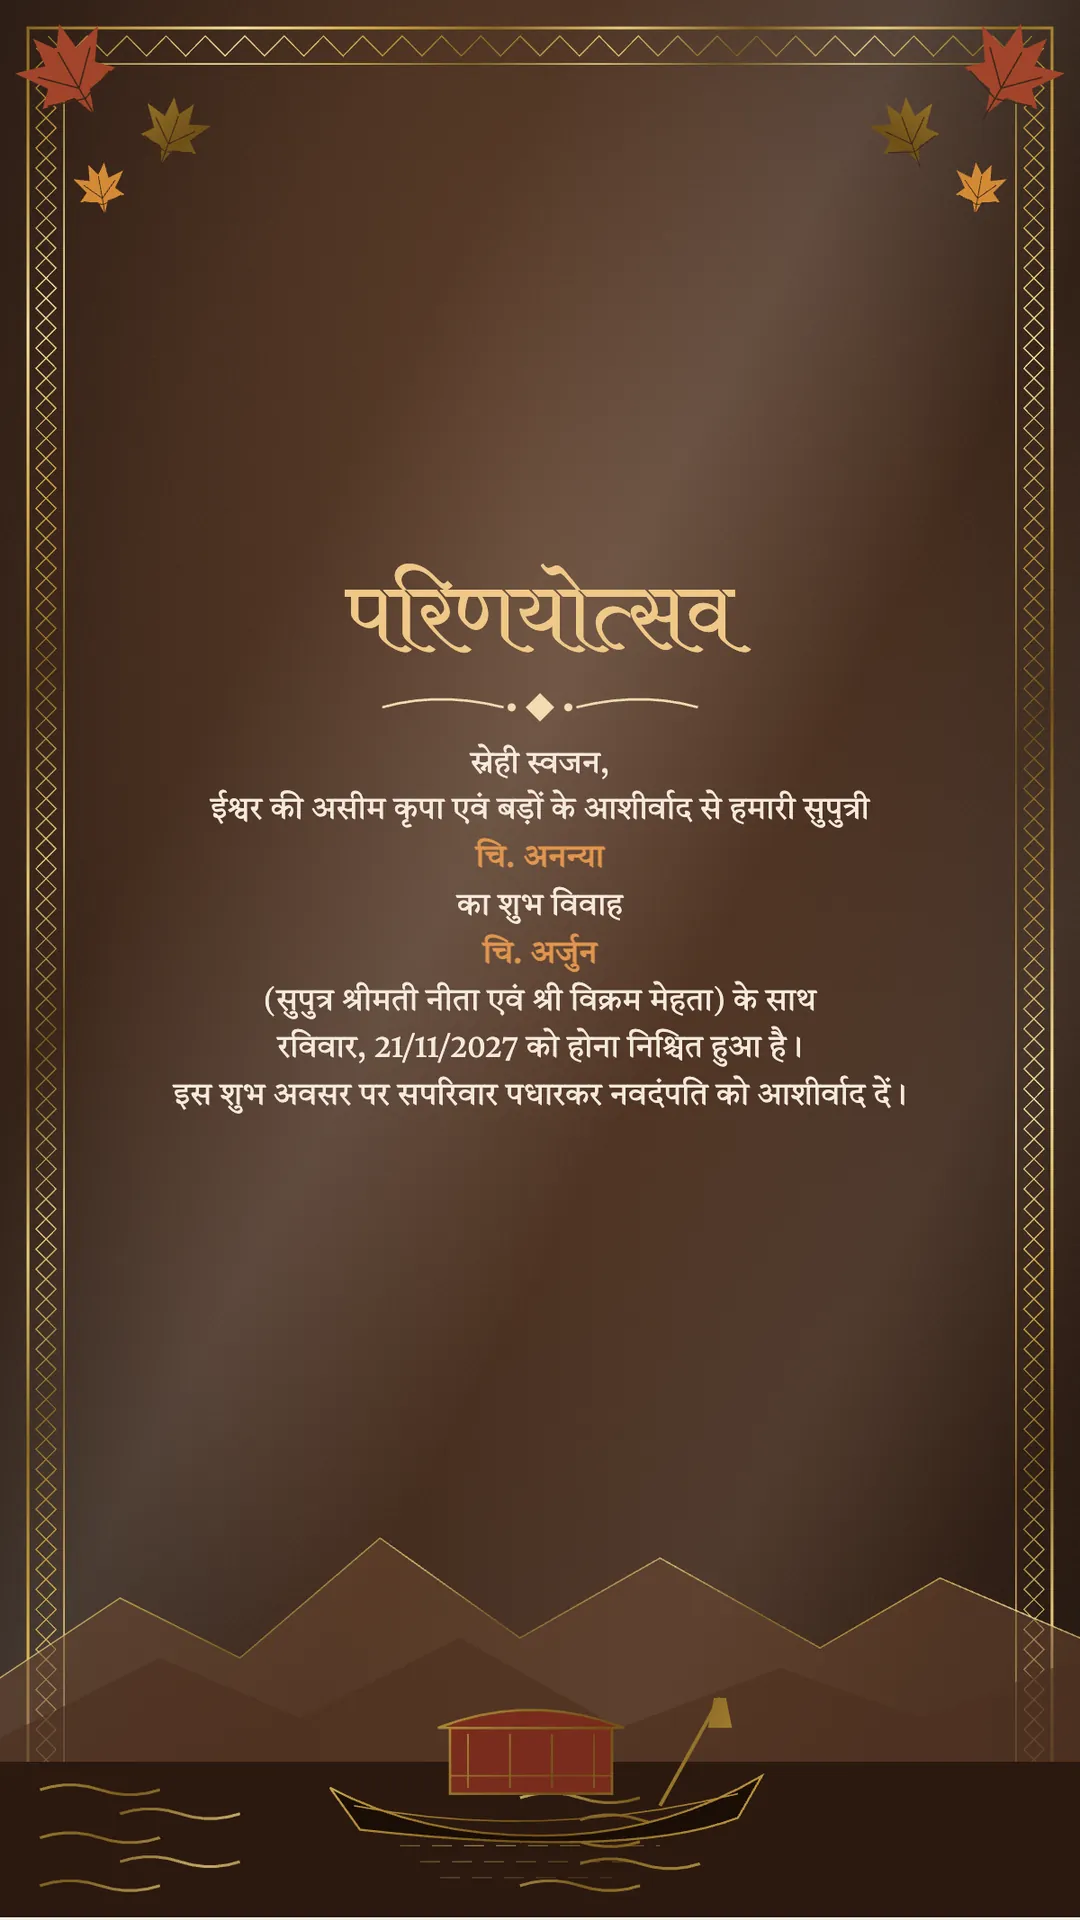 परिणयोत्सव
स्नेही स्वजन,
ईश्वर की असीम कृपा एवं बड़ों के आशीर्वाद से हमारी सुपुत्री
चि. अनन्या
का शुभ विवाह
चि. अर्जुन
(सुपुत्र श्रीमती नीता एवं श्री विक्रम मेहता) के साथ
रविवार, 21/11/2027 को होना निश्चित हुआ है।
इस शुभ अवसर पर सपरिवार पधारकर नवदंपति को आशीर्वाद दें।